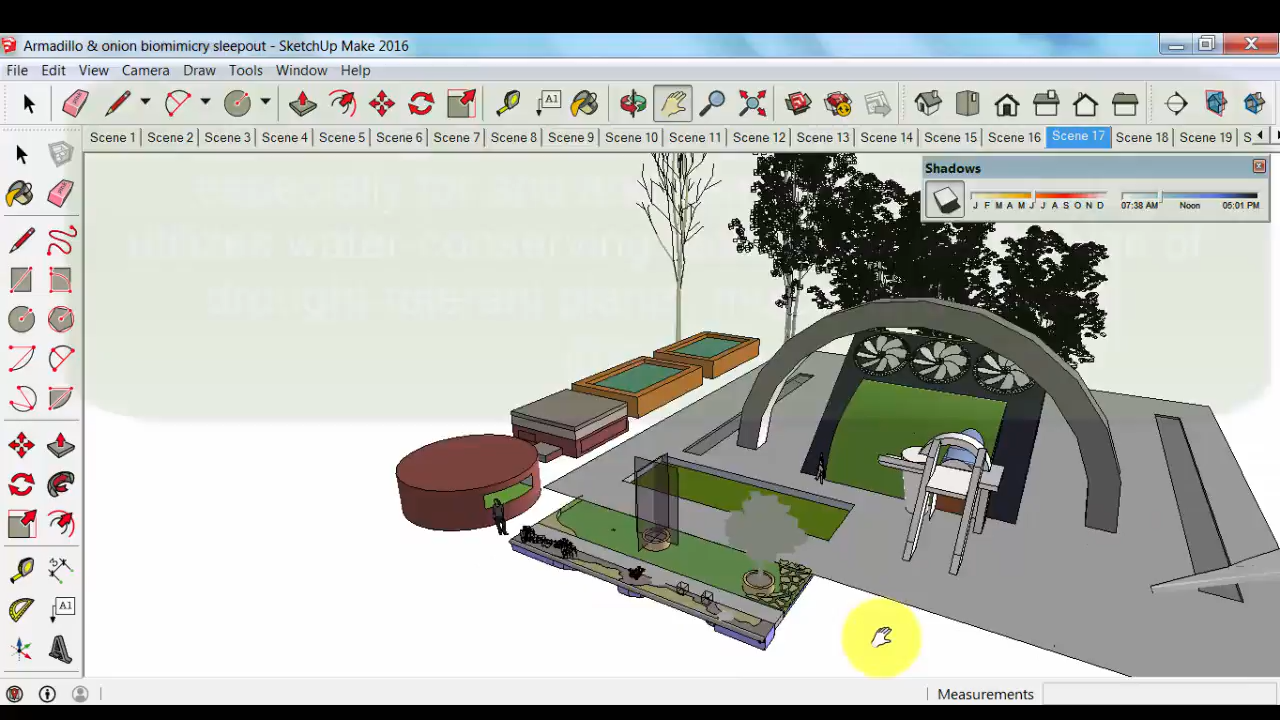 Armadillo & onion biomimicry sleepout - SketchUp Make 2016
File Edit View Camera Draw Tools Window Help
A1
Scene 1 Scene 2 Scene 3 Scene 4 Scene 5 Scene 6 Scene 7 Scene 8 Scene 9 Scene 10 Scene 11 Scene 12 Scene 13 Scene 14 Scene 15 Scene 16 Scene 17 Scene 18 Scene 19 S
Shadows
J F M A M J J A S O N D 07:38 AM Noon 05:01 PM
A1
Measurements